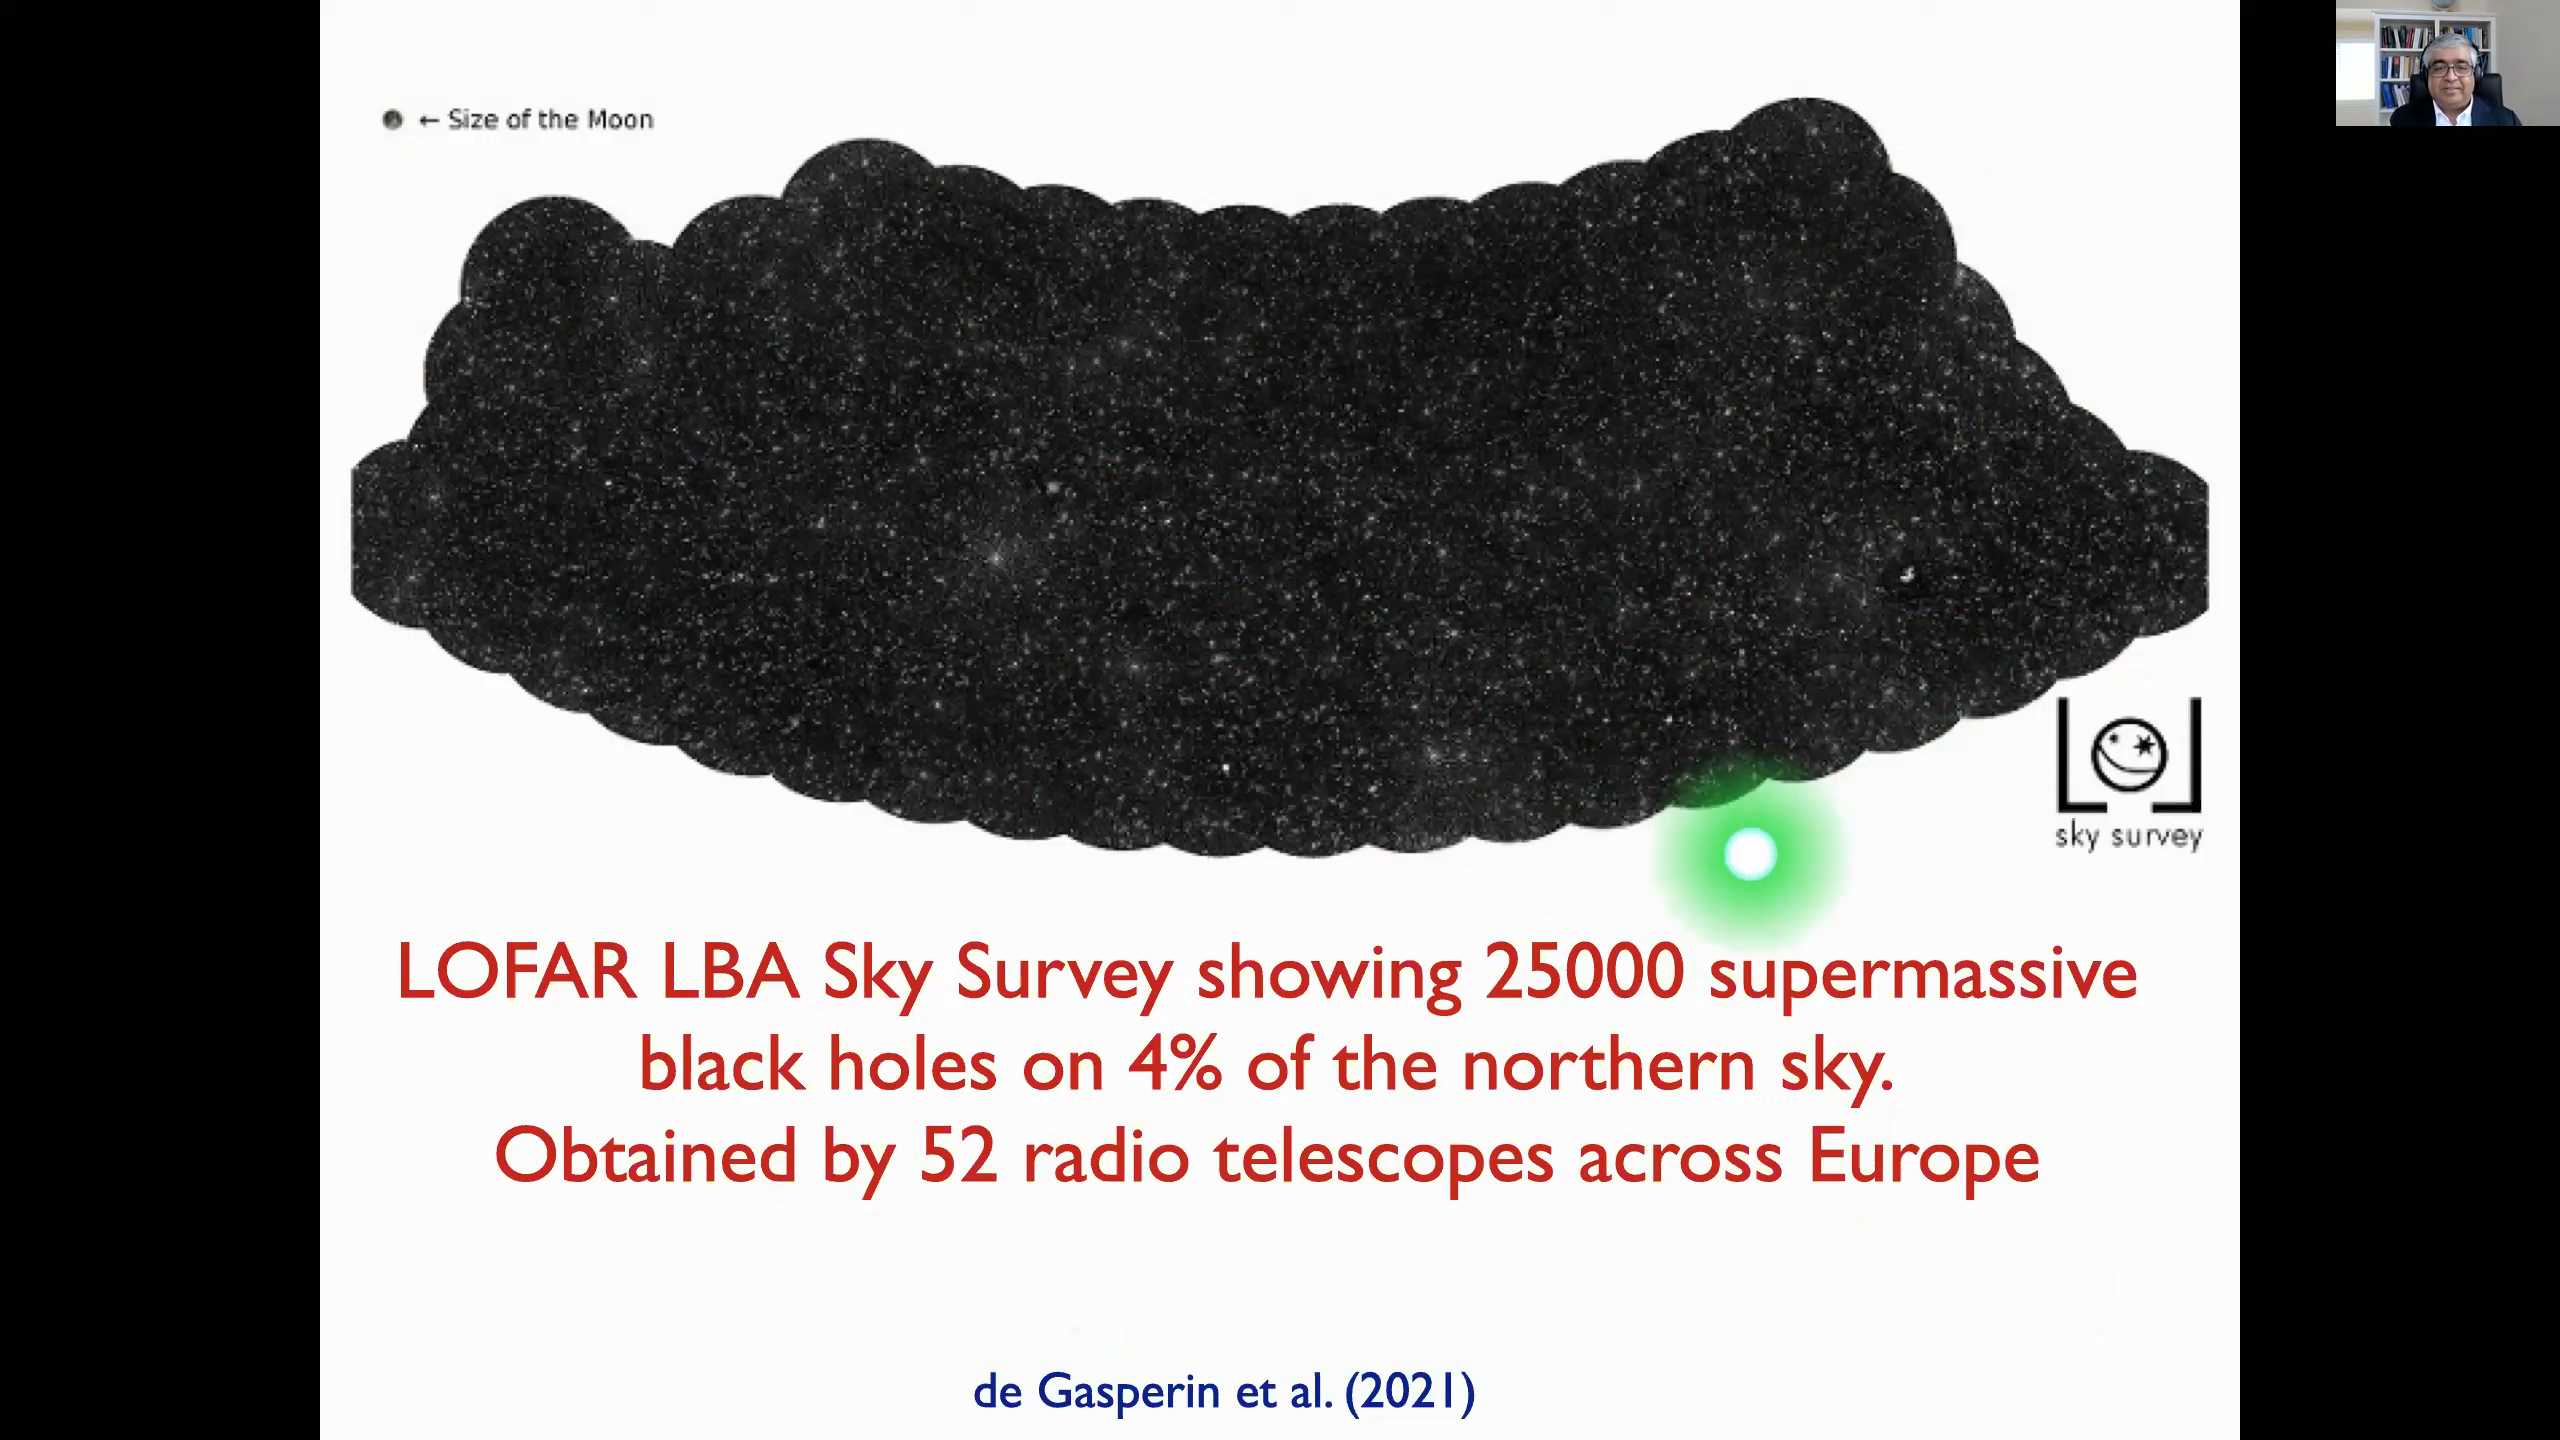 ← Size of the Moon
sky survey
LOFAR LBA Sky Survey showing 25000 supermassive
black holes on 4% of the northern sky.
Obtained by 52 radio telescopes across Europe
de Gasperin et al. (2021)